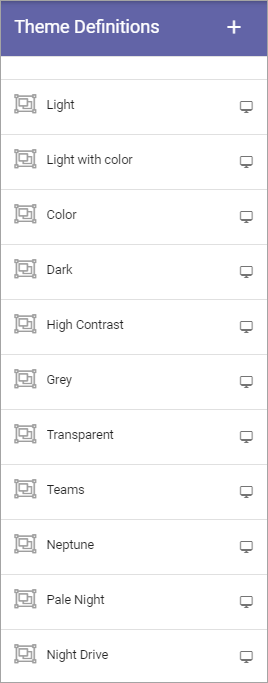 Theme Definitions
Light
Light with color
Color
Dark
High Contrast
Grey
Transparent
Teams
Neptune
Pale Night
Night Drive